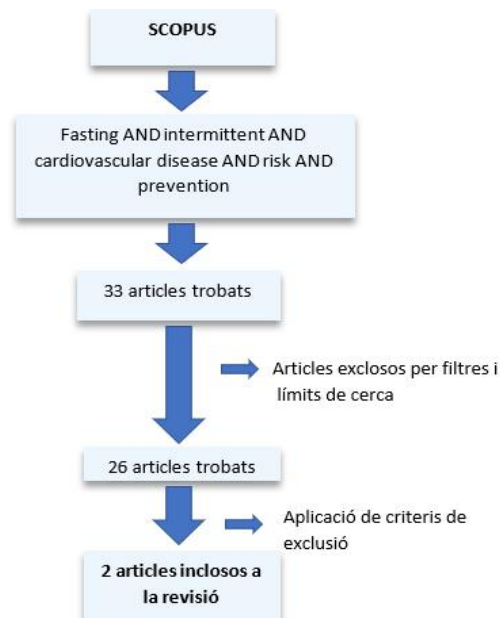 SCOPUS
Fasting AND intermittent AND
cardiovascular disease AND risk AND
prevention
33 articles trobats
Articles exclosos per filtres i
límits de cerca
26 articles trobats
Aplicació de criteris de
exclusió
2 articles inclosos a
la revisió